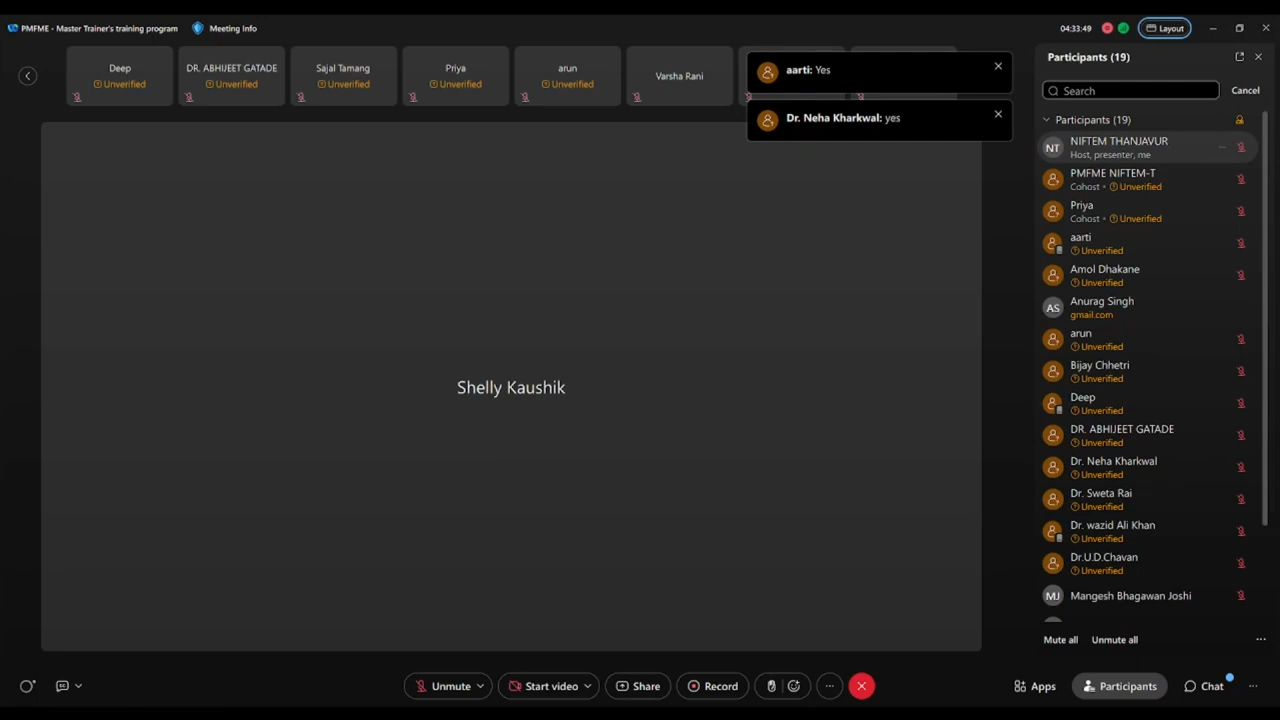 PMFME - Master Trainer's training program
Meeting Info
04:33:49
Layout
Deep
Unverified
DR. ABHIJEET GATADE
Unverified
Sajal Tamang
Unverified
Priya
Unverified
arun
Unverified
Varsha Rani
aarti: Yes
Dr. Neha Kharkwal: yes
Shelly Kaushik
Participants (19)
Search
Cancel
Participants (19)
NT
NIFTEM THANJAVUR
Host, presenter, me
PMFME NIFTEM-T
Cohost • Unverified
Priya
Cohost • Unverified
aarti
Unverified
Amol Dhakane
Unverified
AS
Anurag Singh
gmail.com
arun
Unverified
Bijay Chhetri
Unverified
Deep
Unverified
DR. ABHIJEET GATADE
Unverified
Dr. Neha Kharkwal
Unverified
Dr. Sweta Rai
Unverified
Dr. wazid Ali Khan
Unverified
Dr.U.D.Chavan
Unverified
MJ
Mangesh Bhagawan Joshi
Mute all
Unmute all
Unmute
Start video
Share
Record
Apps
Participants
Chat